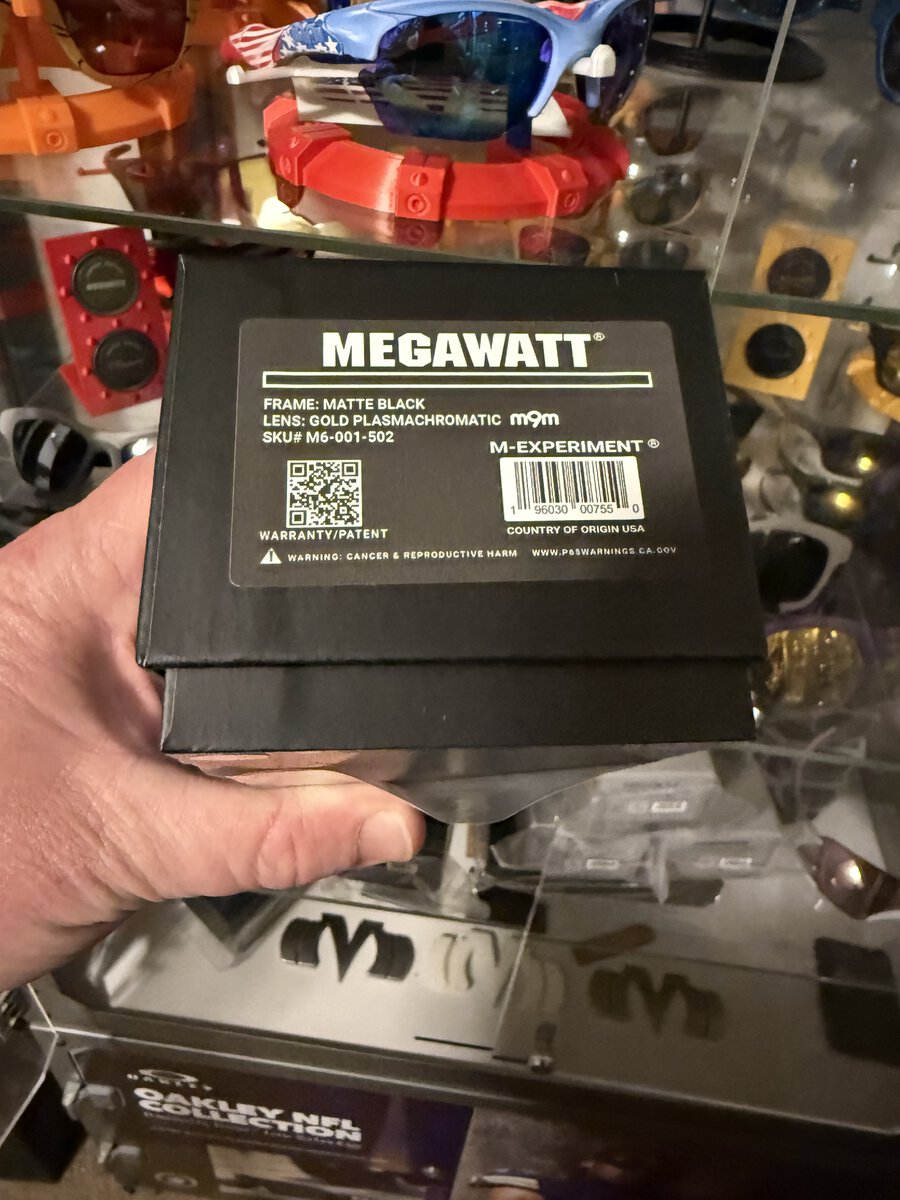 MEGAWATT®
FRAME: MATTE BLACK
LENS: GOLD PLASMACHROMATIC m9m
SKU# M6-001-502
M-EXPERIMENT®
1 96030 00755 0
WARRANTY/PATENT
COUNTRY OF ORIGIN USA
WARNING: CANCER & REPRODUCTIVE HARM WWW.P65WARNINGS.CA.GOV
OAKLEY
OAKLEY NFL
COLLECTION